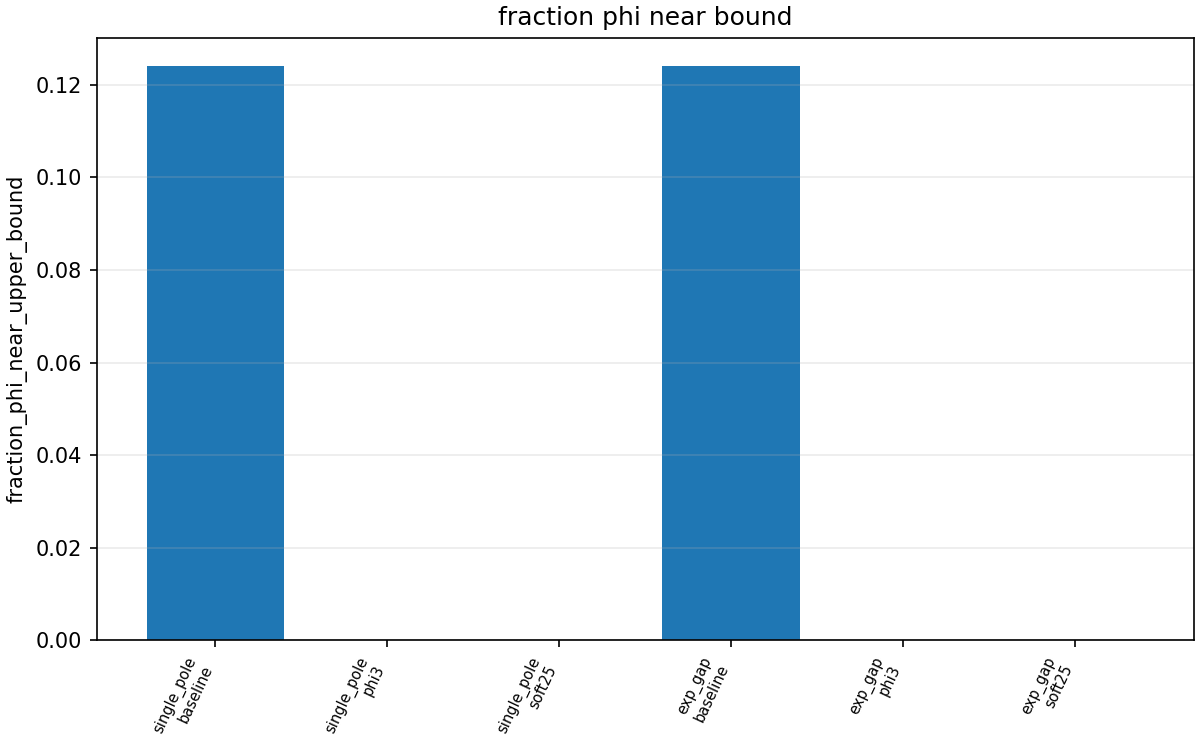 fraction phi near bound
fraction_phi_near_upper_bound
0.12
0.10
0.08
0.06
0.04
0.02
0.00
single_pole
baseline
single_pole
phi3
single_pole
soft25
exp_gap
baseline
exp_gap
phi3
exp_gap
soft25